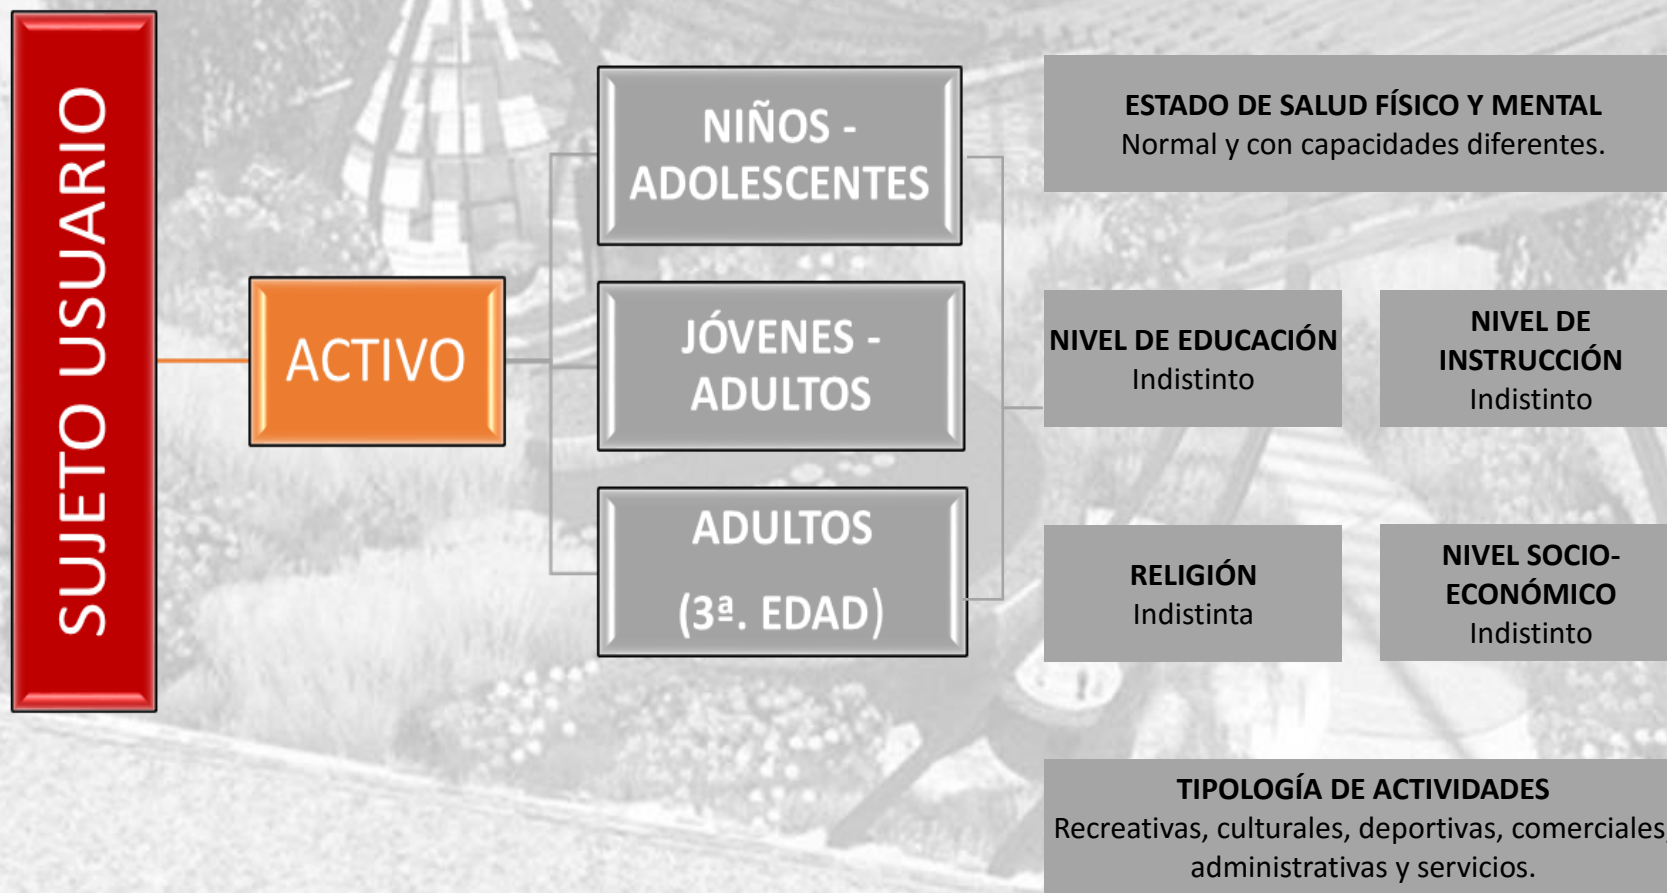 SUJETO USUARIO
ACTIVO
NIÑOS -
ADOLESCENTES
JÓVENES -
ADULTOS
ADULTOS
(3ª. EDAD)
ESTADO DE SALUD FÍSICO Y MENTAL
Normal y con capacidades diferentes.
NIVEL DE EDUCACIÓN
Indistinto
NIVEL DE
INSTRUCCIÓN
Indistinto
RELIGIÓN
Indistinta
NIVEL SOCIO-
ECONÓMICO
Indistinto
TIPOLOGÍA DE ACTIVIDADES
Recreativas, culturales, deportivas, comerciales,
administrativas y servicios.